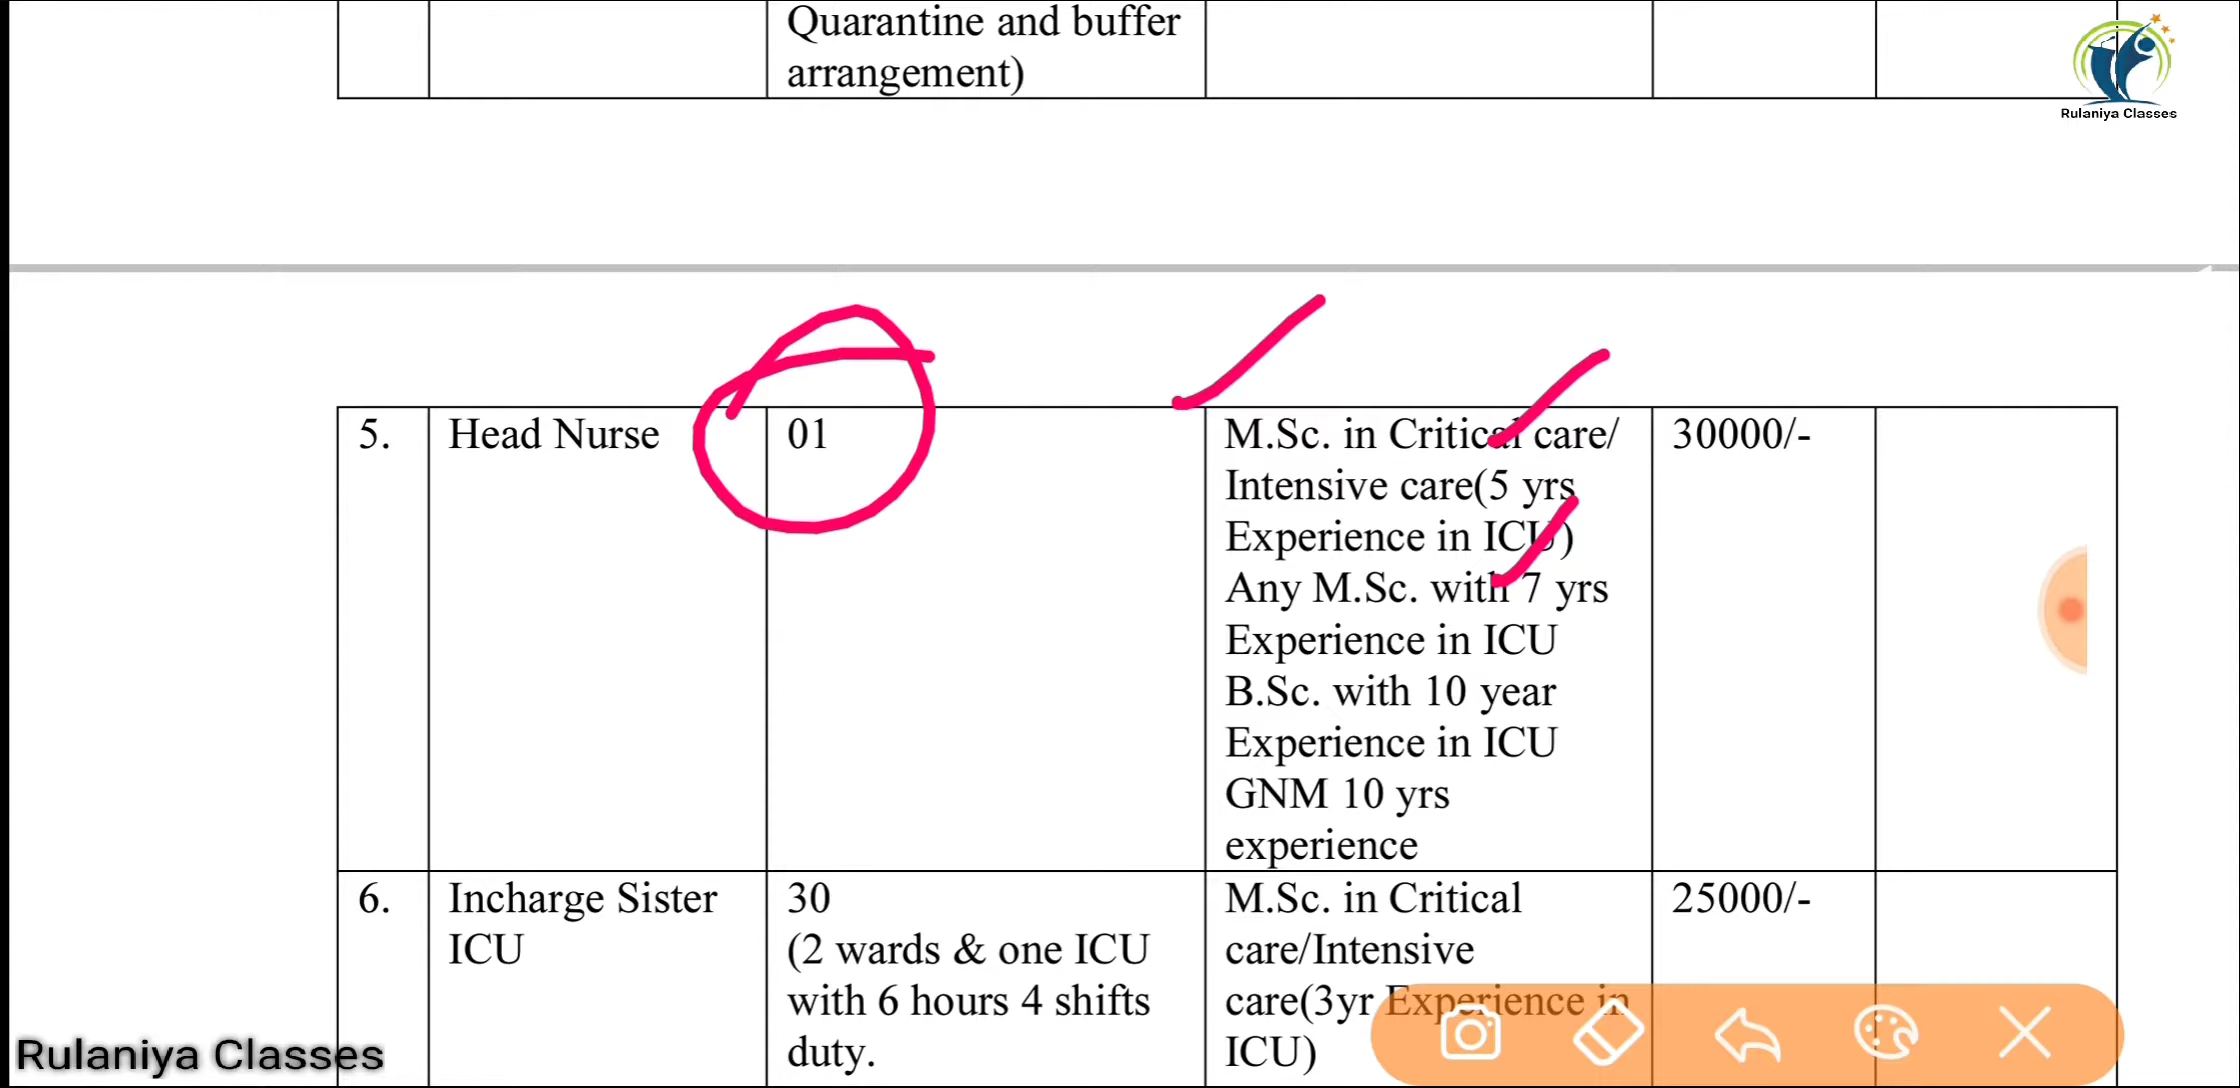 Quarantine and buffer
arrangement)
Rulaniya Classes
5.
Head Nurse
01
M.Sc. in Critical care/
Intensive care(5 yrs
Experience in ICU)
Any M.Sc. with 7 yrs
Experience in ICU
B.Sc. with 10 year
Experience in ICU
GNM 10 yrs
experience
30000/-
6.
Incharge Sister
ICU
30
(2 wards & one ICU
with 6 hours 4 shifts
duty.
M.Sc. in Critical
care/Intensive
care(3yr Experience in
ICU)
25000/-
Rulaniya Classes